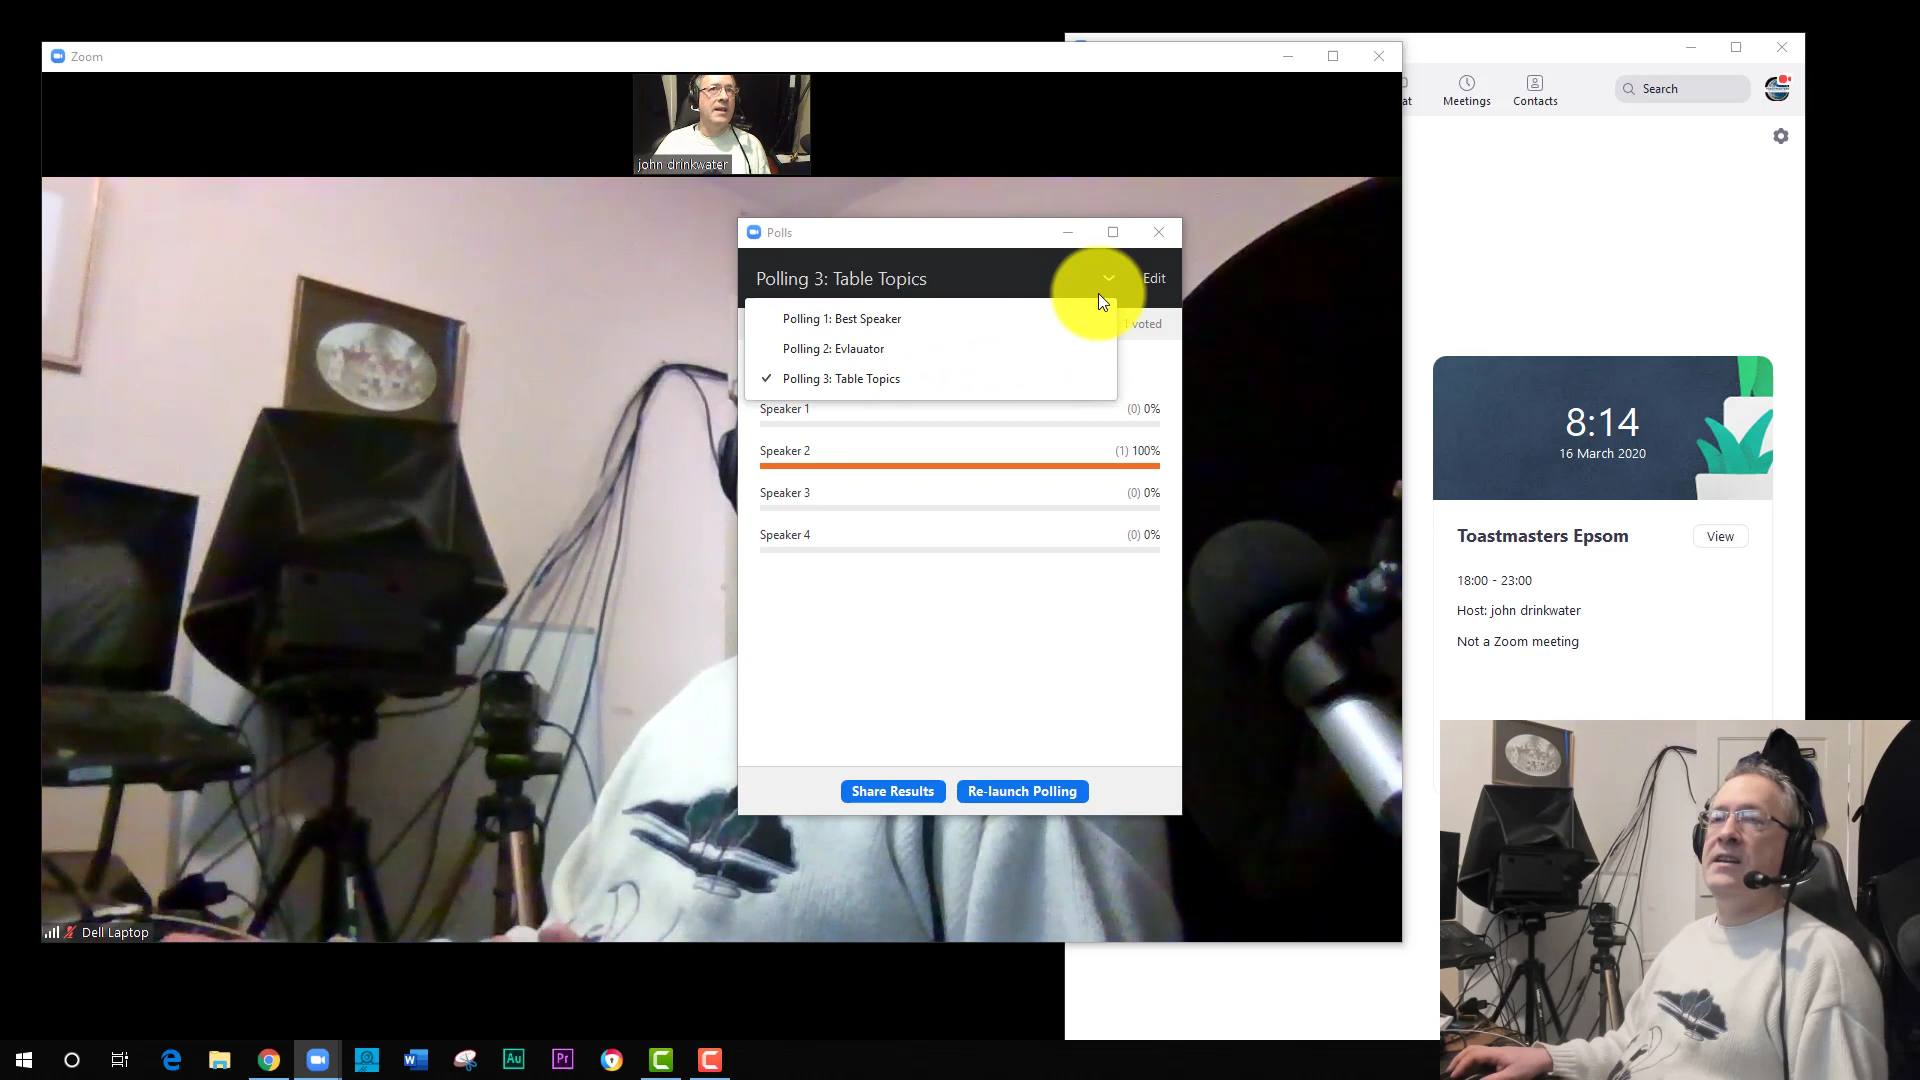 Zoom
john drinkwater
at
Meetings
Contacts
Search
Polls
Polling 3: Table Topics
Edit
Polling 1: Best Speaker
Polling 2: Evlauator
Polling 3: Table Topics
1 voted
Speaker 1
(0) 0%
Speaker 2
(1) 100%
Speaker 3
(0) 0%
Speaker 4
(0) 0%
Share Results
Re-launch Polling
8:14
16 March 2020
Toastmasters Epsom
View
18:00 - 23:00
Host: john drinkwater
Not a Zoom meeting
Dell Laptop
Au
Pr